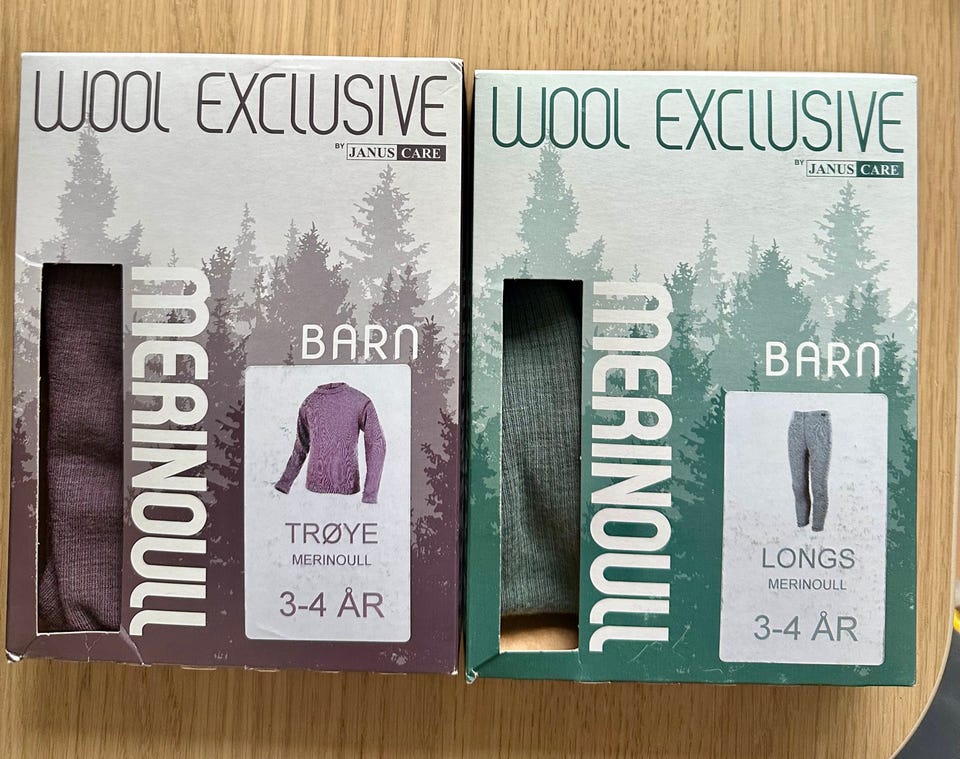 WOOL EXCLUSIVE
BY JANUS CARE
MERINOULL
BARN
TRØYE
MERINOULL
3-4 ÅR
WOOL EXCLUSIVE
BY JANUS CARE
MERINOULL
BARN
LONGS
MERINOULL
3-4 ÅR